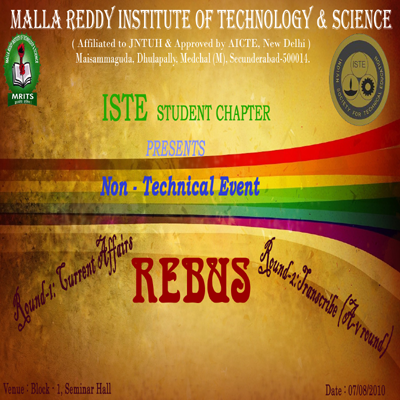 MALLA REDDY INSTITUTE OF TECHNOLOGY & SCIENCE
( Affiliated to JNTUH & Approved by AICTE, New Delhi )
Maisammaguda, Dhulapally, Medchal (M), Secunderabad-500014.
MRITS
ISTE
ISTE STUDENT CHAPTER
PRESENTS
Non - Technical Event
Round-1: Current Affairs
REBUS
Round-2:Transcribe (A-v round)
Venue : Block - 1, Seminar Hall
Date : 07/08/2010